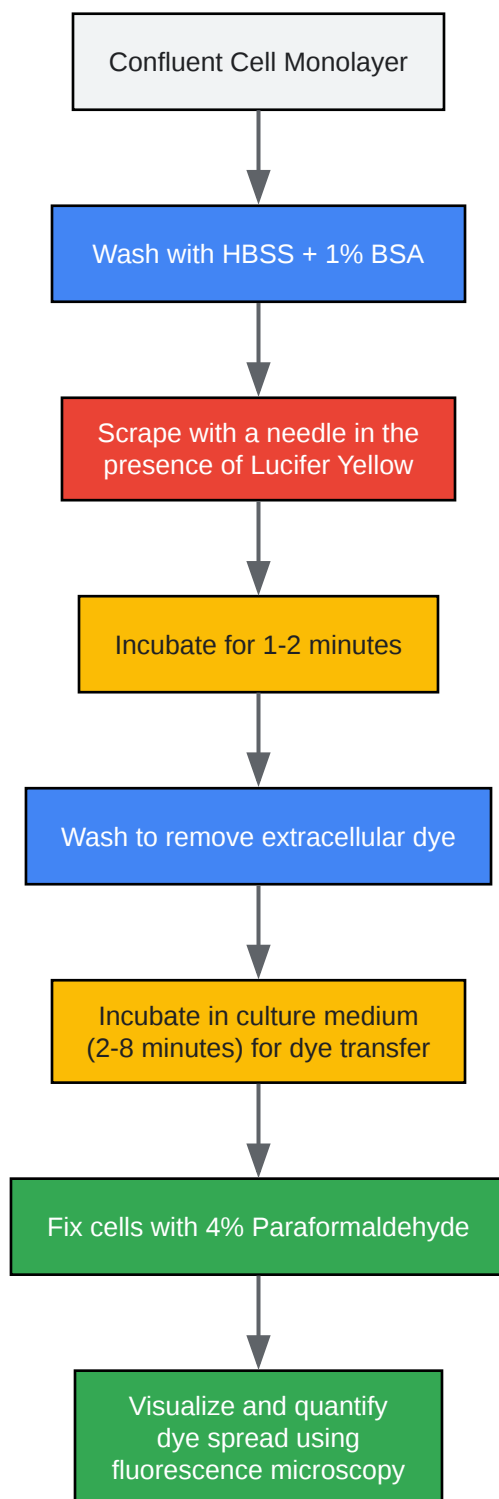 Confluent Cell Monolayer
Wash with HBSS + 1% BSA
Scrape with a needle in the
presence of Lucifer Yellow
Incubate for 1-2 minutes
Wash to remove extracellular dye
Incubate in culture medium
(2-8 minutes) for dye transfer
Fix cells with 4% Paraformaldehyde
Visualize and quantify
dye spread using
fluorescence microscopy